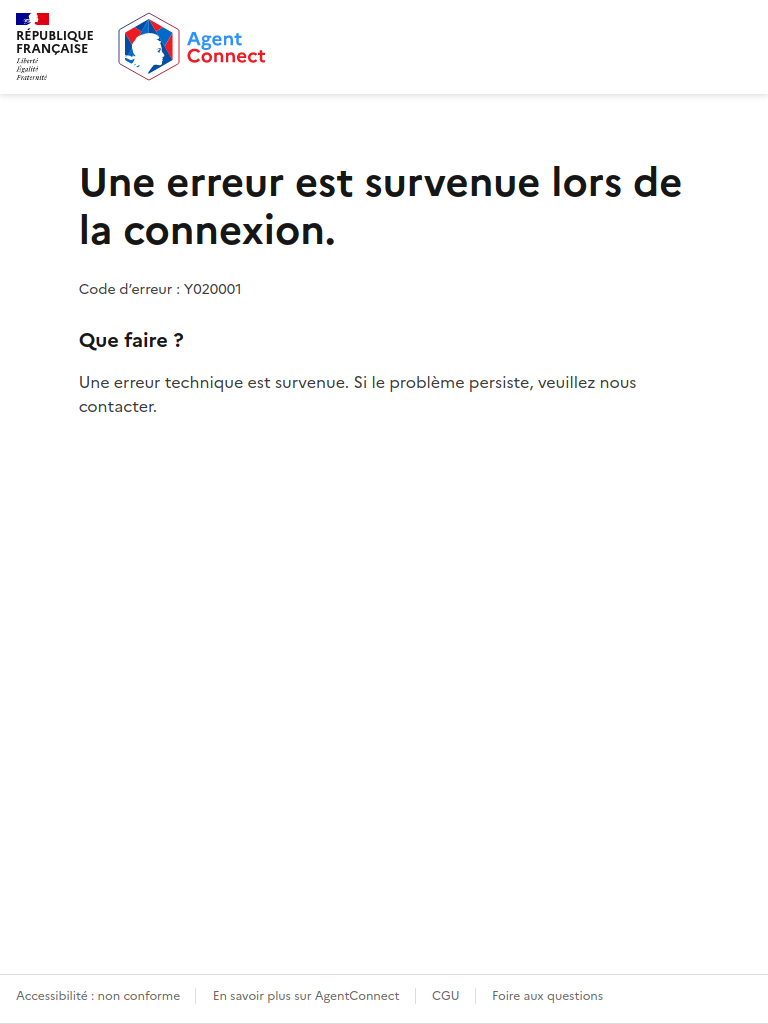 RÉPUBLIQUE
FRANÇAISE
Liberté
Égalité
Fraternité
Agent
Connect
Une erreur est survenue lors de
la connexion.
Code d’erreur : Y020001
Que faire ?
Une erreur technique est survenue. Si le problème persiste, veuillez nous
contacter.
Accessibilité : non conforme
En savoir plus sur AgentConnect
CGU
Foire aux questions